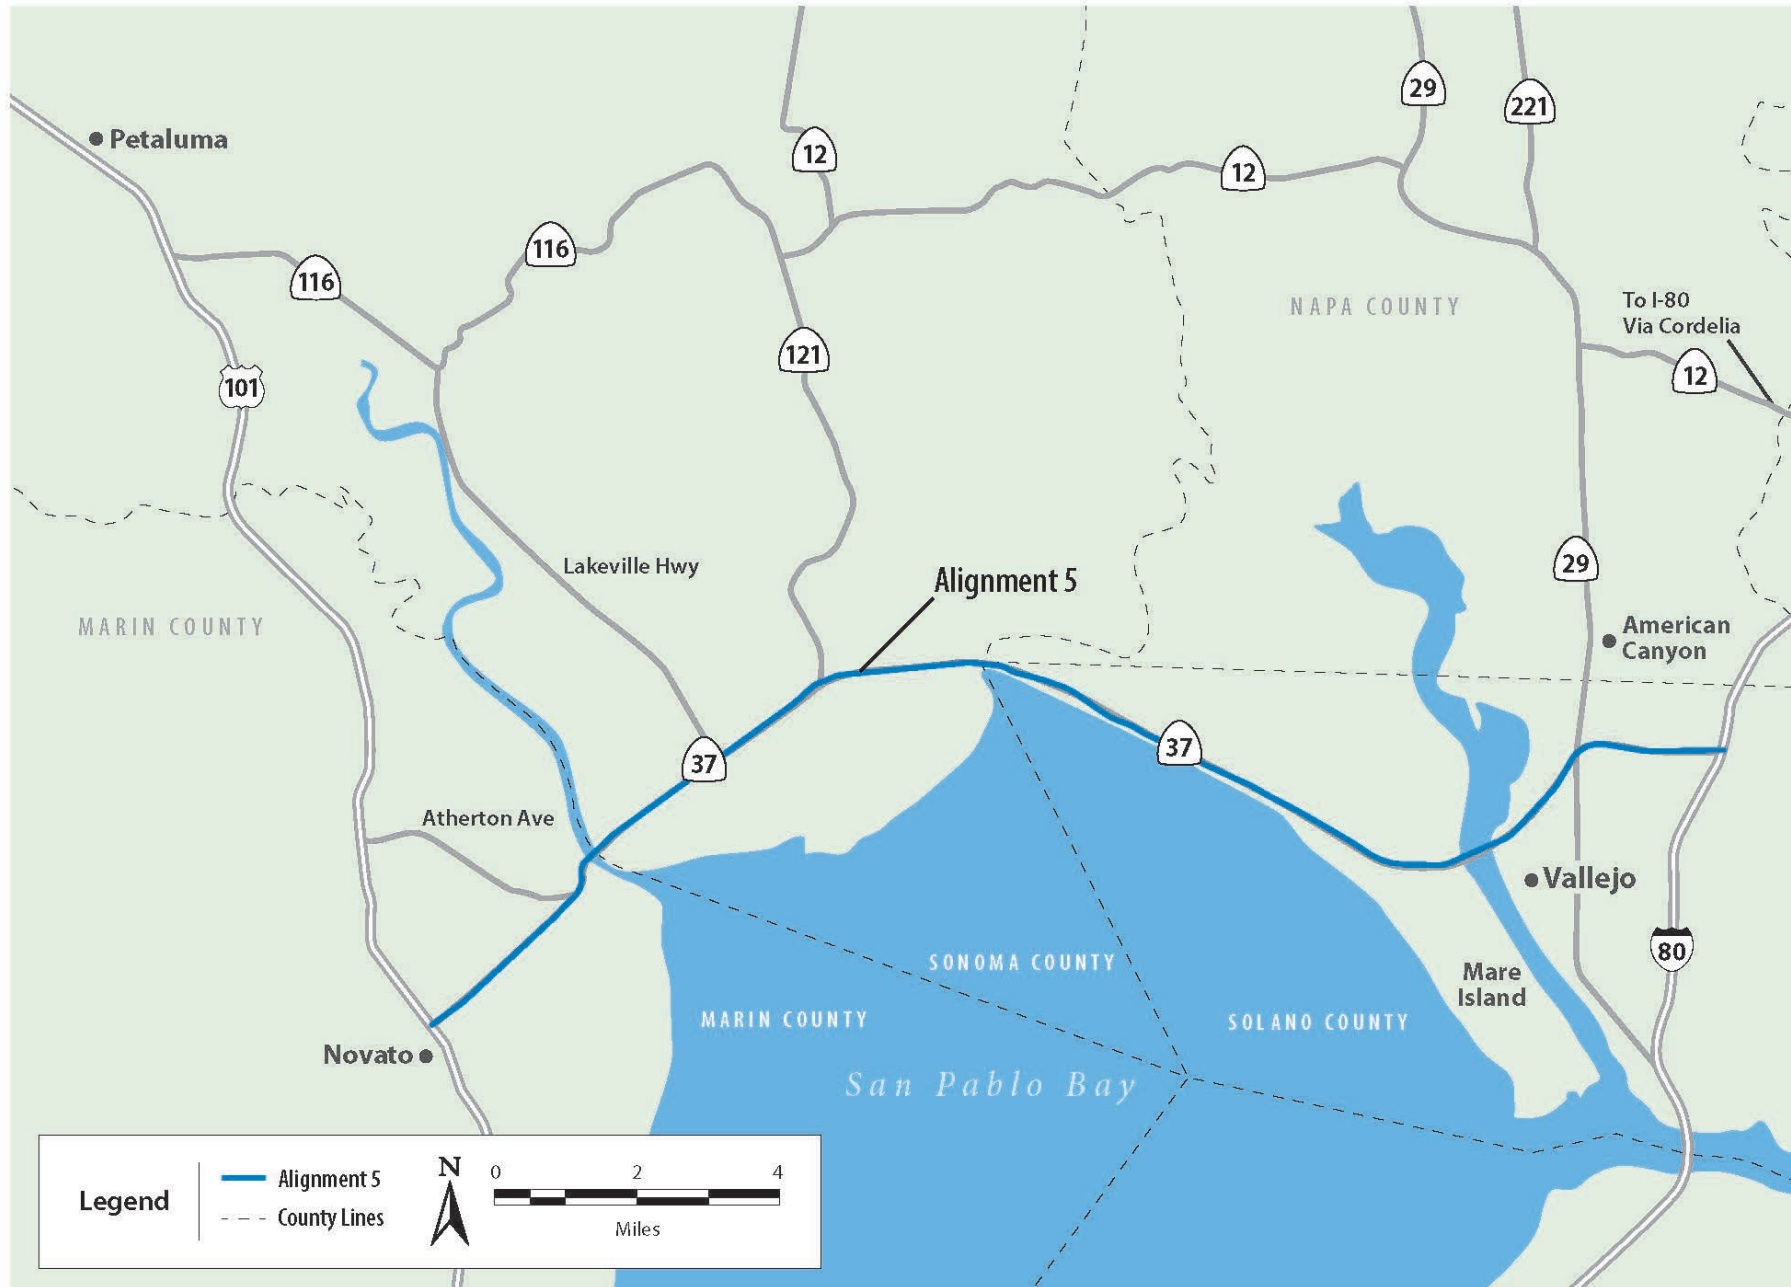 29
221
Petaluma
12
12
116
116
NAPA COUNTY
To I-80
Via Cordelia
121
12
101
Lakeville Hwy
Alignment 5
29
MARIN COUNTY
American
Canyon
37
37
Atherton Ave
Vallejo
80
SONOMA COUNTY
Mare
Island
MARIN COUNTY
SOLANO COUNTY
Novato
San Pablo Bay
Legend
Alignment 5
County Lines
N
0 2 4
Miles